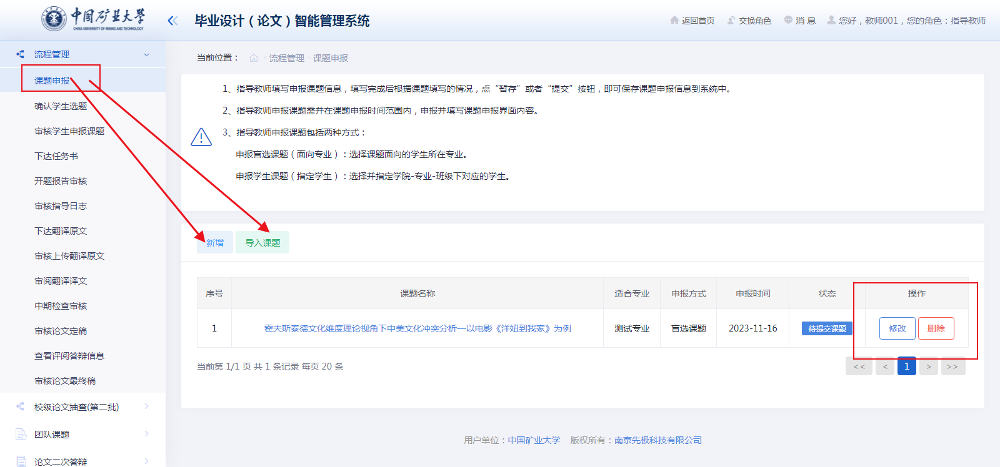 中国矿业大学
CHINA UNIVERSITY OF MINING AND TECHNOLOGY
毕业设计（论文）智能管理系统
返回首页 交换角色 消 息 您好，教师001，您的角色：指导教师
流程管理
课题申报
确认学生选题
审核学生申报课题
下达任务书
开题报告审核
审核指导日志
下达翻译原文
审核上传翻译原文
审阅翻译译文
中期检查审核
审核论文定稿
查看评阅答辩信息
审核论文最终稿
校级论文抽查(第二批)
团队课题
论文二次答辩
当前位置： 流程管理 课题申报
1、指导教师填写申报课题信息，填写完成后根据课题填写的情况，点“暂存”或者“提交”按钮，即可保存课题申报信息到系统中。
2、指导教师申报课题需并在课题申报时间范围内，申报并填写课题申报界面内容。
3、指导教师申报课题包括两种方式：
申报盲选课题（面向专业）：选择课题面向的学生所在专业。
申报学生课题（指定学生）：选择并指定学院-专业-班级下对应的学生。
新增 导入课题
序号 课题名称 适合专业 申报方式 申报时间 状态 操作
1 霍夫斯泰德文化维度理论视角下中美文化冲突分析—以电影《洋妞到我家》为例 测试专业 盲选课题 2023-11-16 待提交课题 修改 删除
当前第 1/1 页 共 1 条记录 每页 20 条 << < 1 > >>
用户单位：中国矿业大学 版权所有：南京先极科技有限公司